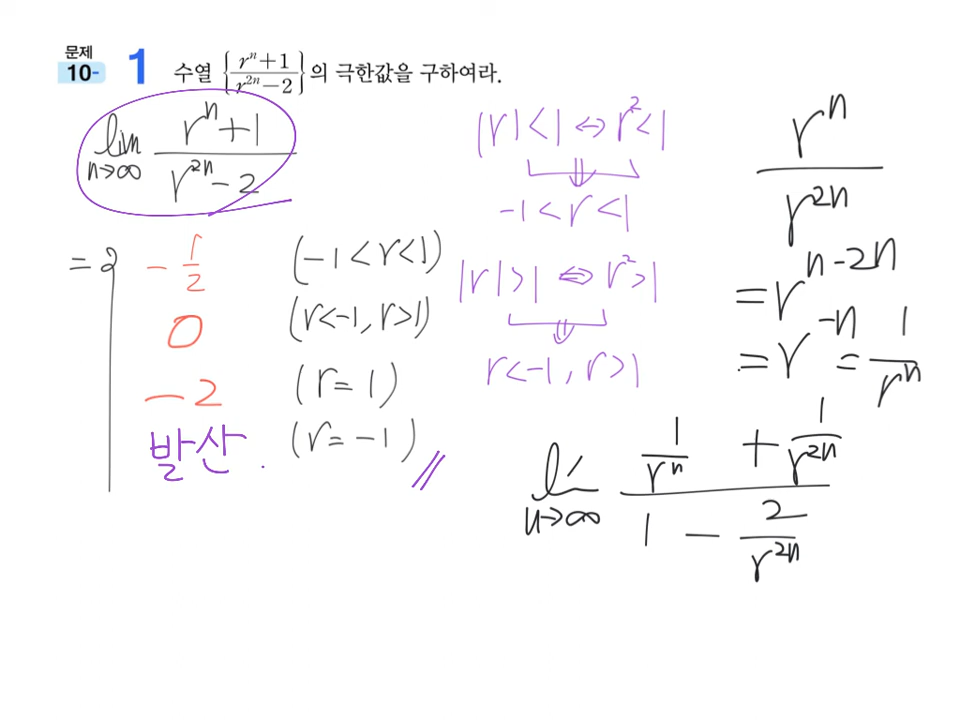 문제
10- 1 수열 {(rⁿ+1)/(r²ⁿ−2)}의 극한값을 구하여라.
lim n→∞ (rⁿ+1)/(r²ⁿ−2)
= -1/2 (-1<r<1)
0 (r<-1, r>1)
-2 (r=1)
발산. (r=-1) //
|r|<1 ⇔ r²<1
⇓
-1<r<1
|r|>1 ⇔ r²>1
⇓
r<-1, r>1
rⁿ/r²ⁿ
=rⁿ⁻²ⁿ
=r⁻ⁿ=1/rⁿ
lim n→∞ (1/rⁿ + 1/r²ⁿ)/(1 − 2/r²ⁿ)